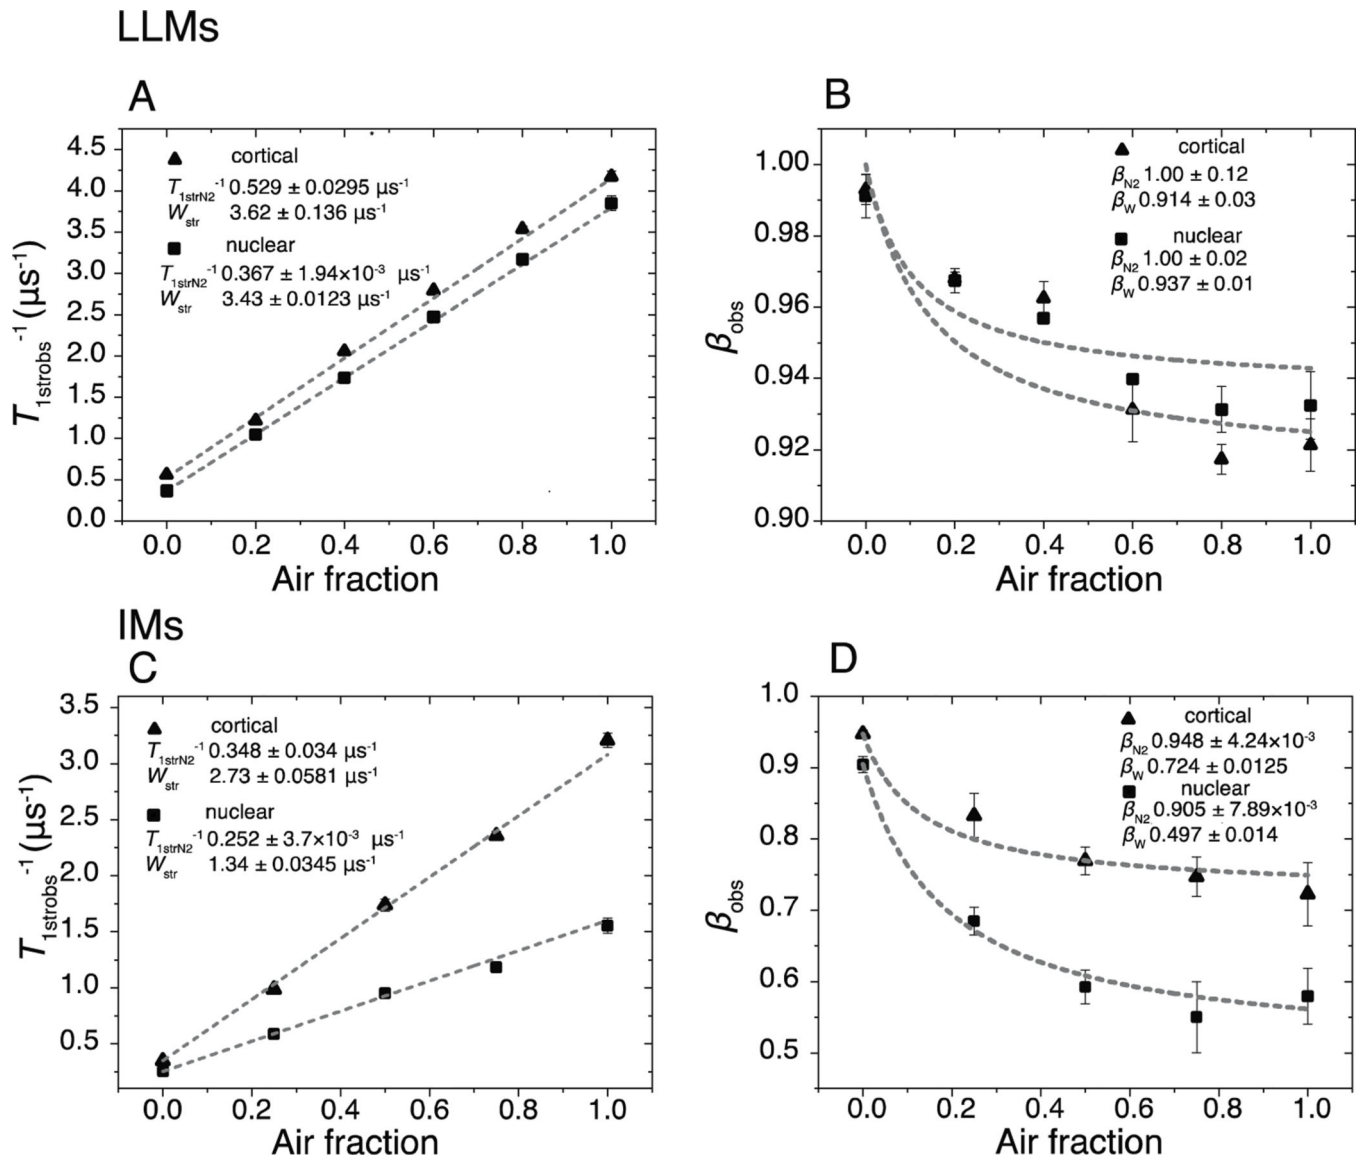 LLMs
A
4.5
4.0
3.5
3.0
2.5
2.0
1.5
1.0
0.5
0.0
T1strobs-1 (μs-1)
▲ cortical
T1strN2-1 0.529 ± 0.0295 μs-1
Wstr 3.62 ± 0.136 μs-1
■ nuclear
T1strN2-1 0.367 ± 1.94×10-3 μs-1
Wstr 3.43 ± 0.0123 μs-1
0.0 0.2 0.4 0.6 0.8 1.0
Air fraction
B
1.00
0.98
0.96
0.94
0.92
0.90
βobs
▲ cortical
βN2 1.00 ± 0.12
βW 0.914 ± 0.03
■ nuclear
βN2 1.00 ± 0.02
βW 0.937 ± 0.01
0.0 0.2 0.4 0.6 0.8 1.0
Air fraction
IMs
C
3.5
3.0
2.5
2.0
1.5
1.0
0.5
T1strobs-1 (μs-1)
▲ cortical
T1strN2-1 0.348 ± 0.034 μs-1
Wstr 2.73 ± 0.0581 μs-1
■ nuclear
T1strN2-1 0.252 ± 3.7×10-3 μs-1
Wstr 1.34 ± 0.0345 μs-1
0.0 0.2 0.4 0.6 0.8 1.0
Air fraction
D
1.0
0.9
0.8
0.7
0.6
0.5
βobs
▲ cortical
βN2 0.948 ± 4.24×10-3
βW 0.724 ± 0.0125
■ nuclear
βN2 0.905 ± 7.89×10-3
βW 0.497 ± 0.014
0.0 0.2 0.4 0.6 0.8 1.0
Air fraction